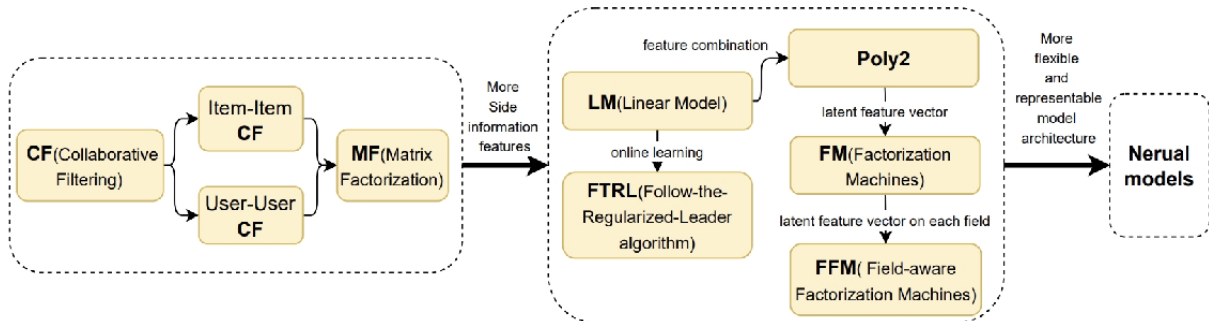 CF(Collaborative
Filtering)
Item-Item
CF
User-User
CF
MF(Matrix
Factorization)
More
Side
information
features
LM(Linear Model)
feature combination
Poly2
online learning
FTRL(Follow-the-
Regularized-Leader
algorithm)
latent feature vector
FM(Factorization
Machines)
latent feature vector on each field
FFM( Field-aware
Factorization Machines)
More
flexible
and
representable
model
architecture
Nerual
models